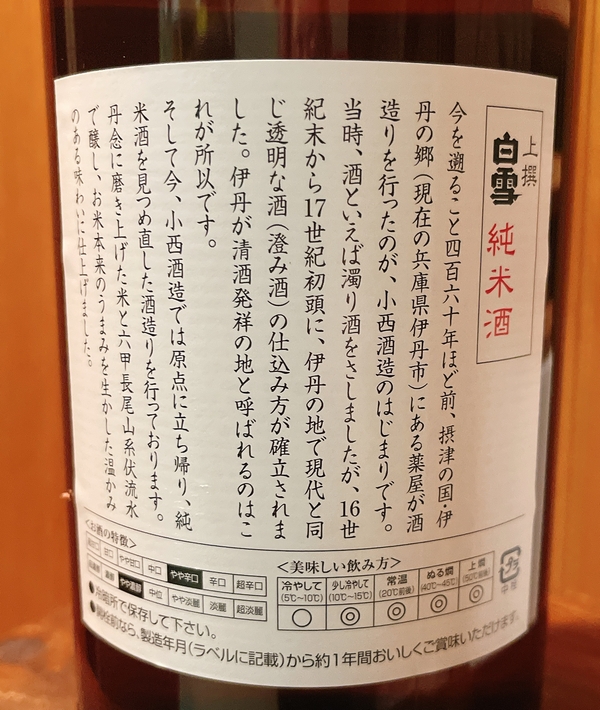 上撰
白雪
純米酒
今を遡ること四百六十年ほど前、摂津の国・伊
丹の郷(現在の兵庫県伊丹市)にある薬屋が酒
造りを行ったのが、小西酒造のはじまりです。
当時、酒といえば濁り酒をさしましたが、16世
紀末から17世紀初頭に、伊丹の地で現代と同
じ透明な酒(澄み酒)の仕込み方が確立されま
した。伊丹が清酒発祥の地と呼ばれるのはこ
れが所以です。
そして今、小西酒造では原点に立ち帰り、純
米酒を見つめ直した酒造りを行っております。
丹念に磨き上げた米と六甲長尾山系伏流水
で醸し、お米本来のうまみを生かした温かみ
のある味わいに仕上げました。
<お酒の特徴>
甘口 やや甘口 中口 やや辛口 辛口 超辛口
濃醇 やや濃醇 中位 やや淡麗 淡麗 超淡麗
<美味しい飲み方>
冷やして (5℃〜10℃) ○
少し冷やして (10℃〜15℃) ◎
常温 (20℃前後) ◎
ぬる燗 (40℃〜45℃) ◎
上燗 (50℃前後) ◎
プラ
中栓
●冷暗所で保存して下さい。
●開栓前なら、製造年月(ラベルに記載)から約1年間おいしくご賞味いただけます。